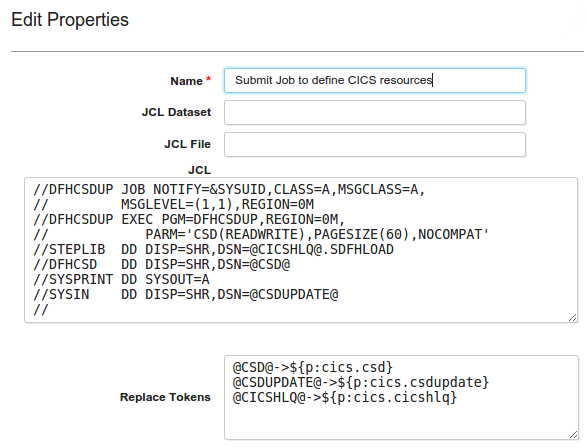 Edit Properties
Name *
Submit Job to define CICS resources
JCL Dataset
JCL File
JCL
//DFHCSDUP JOB NOTIFY=&SYSUID,CLASS=A,MSGCLASS=A,
//         MSGLEVEL=(1,1),REGION=0M
//DFHCSDUP EXEC PGM=DFHCSDUP,REGION=0M,
//            PARM='CSD(READWRITE),PAGESIZE(60),NOCOMPAT'
//STEPLIB  DD DISP=SHR,DSN=@CICSHLQ@.SDFHLOAD
//DFHCSD   DD DISP=SHR,DSN=@CSD@
//SYSPRINT DD SYSOUT=A
//SYSIN    DD DISP=SHR,DSN=@CSDUPDATE@
//
Replace Tokens
@CSD@->${p:cics.csd}
@CSDUPDATE@->${p:cics.csdupdate}
@CICSHLQ@->${p:cics.cicshlq}